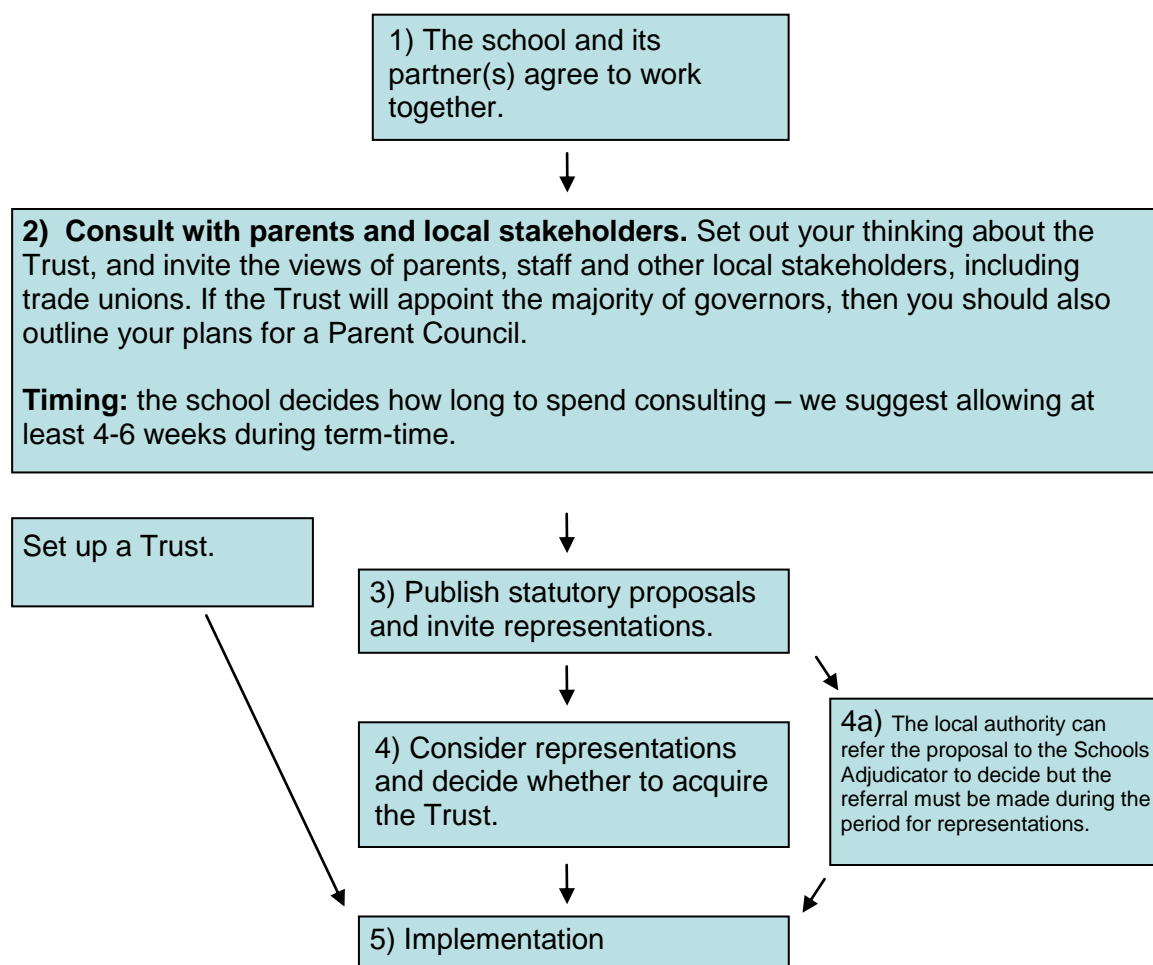 1) The school and its
partner(s) agree to work
together.
2)  Consult with parents and local stakeholders. Set out your thinking about the
Trust, and invite the views of parents, staff and other local stakeholders, including
trade unions. If the Trust will appoint the majority of governors, then you should also
outline your plans for a Parent Council.
Timing: the school decides how long to spend consulting – we suggest allowing at
least 4-6 weeks during term-time.
Set up a Trust.
3) Publish statutory proposals
and invite representations.
4) Consider representations
and decide whether to acquire
the Trust.
4a) The local authority can
refer the proposal to the Schools
Adjudicator to decide but the
referral must be made during the
period for representations.
5) Implementation